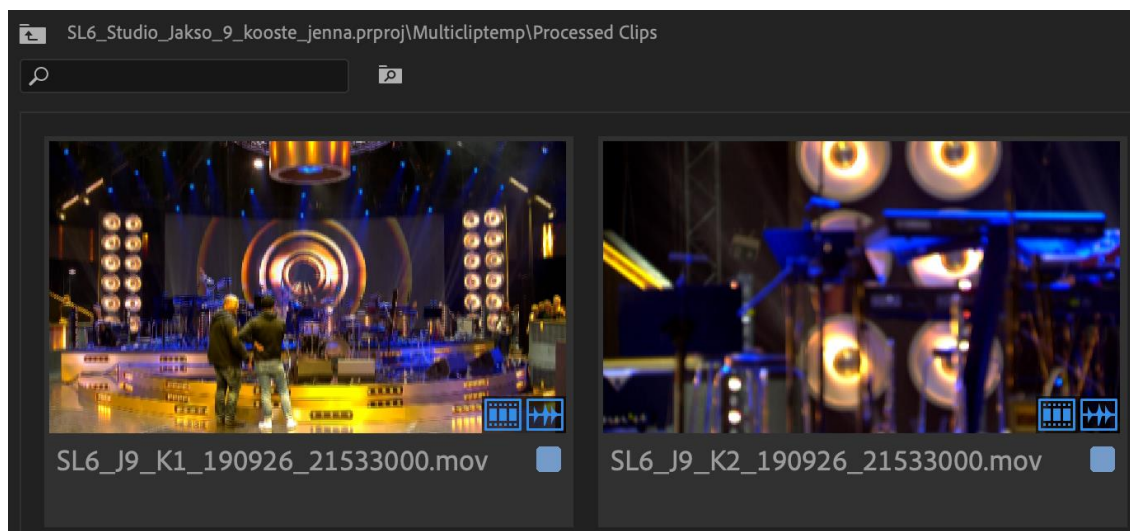 SL6_Studio_Jakso_9_kooste_jenna.prproj\Multicliptemp\Processed Clips
SL6_J9_K1_190926_21533000.mov
SL6_J9_K2_190926_21533000.mov